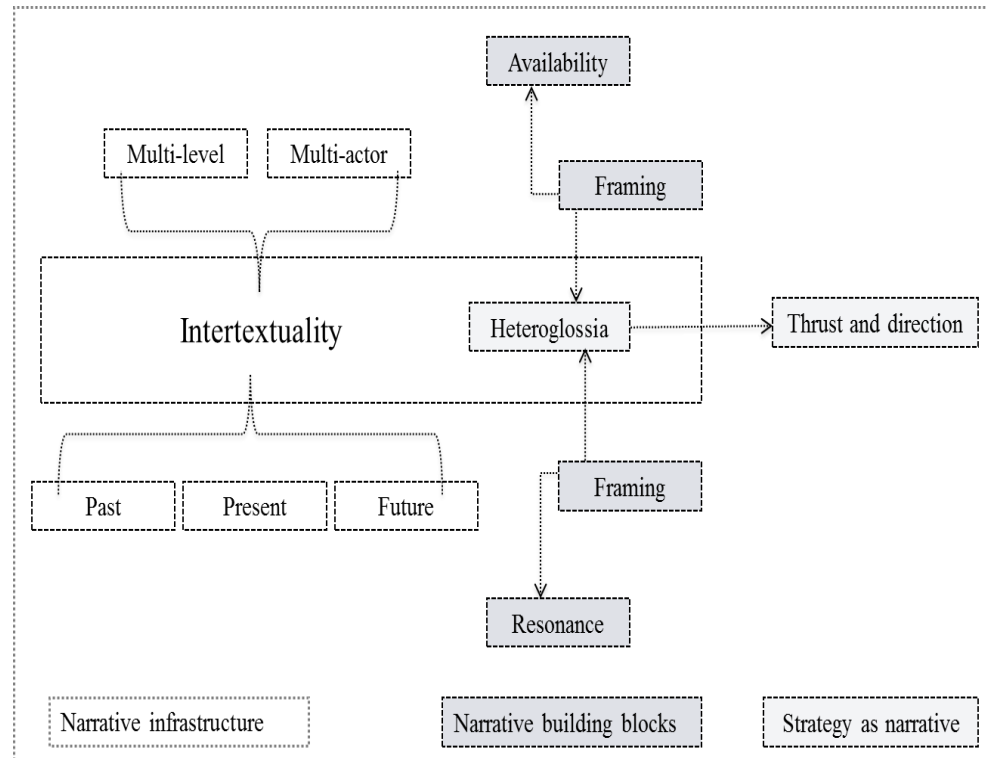 Availability
Multi-level
Multi-actor
Framing
Intertextuality
Heteroglossia
Thrust and direction
Framing
Past
Present
Future
Resonance
Narrative infrastructure
Narrative building blocks
Strategy as narrative